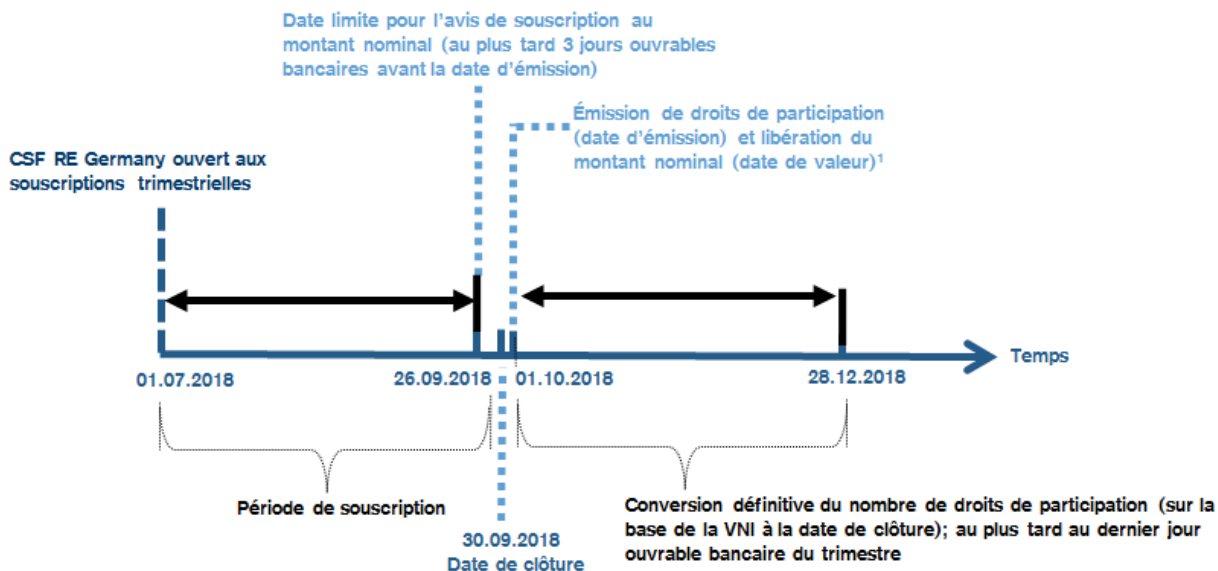 Date limite pour l'avis de souscription au
montant nominal (au plus tard 3 jours ouvrables
bancaires avant la date d'émission)
Émission de droits de participation
(date d'émission) et libération du
montant nominal (date de valeur)¹
CSF RE Germany ouvert aux
souscriptions trimestrielles
Temps
01.07.2018
26.09.2018
01.10.2018
28.12.2018
Période de souscription
Conversion définitive du nombre de droits de participation (sur la
base de la VNI à la date de clôture); au plus tard au dernier jour
ouvrable bancaire du trimestre
30.09.2018
Date de clôture